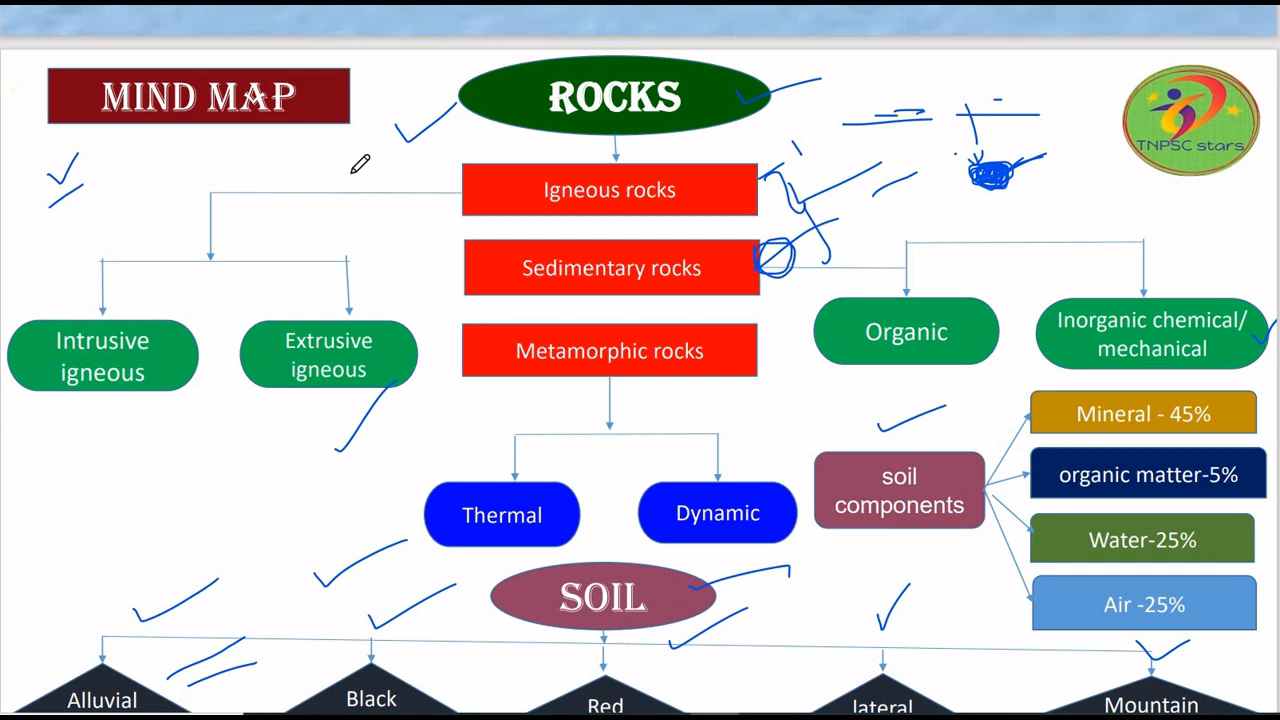 MIND MAP
ROCKS
TNPSC stars
Igneous rocks
Sedimentary rocks
Metamorphic rocks
Intrusive
igneous
Extrusive
igneous
Organic
Inorganic chemical/
mechanical
Thermal
Dynamic
soil
components
Mineral - 45%
organic matter-5%
Water-25%
Air -25%
SOIL
Alluvial
Black
Red
lateral
Mountain